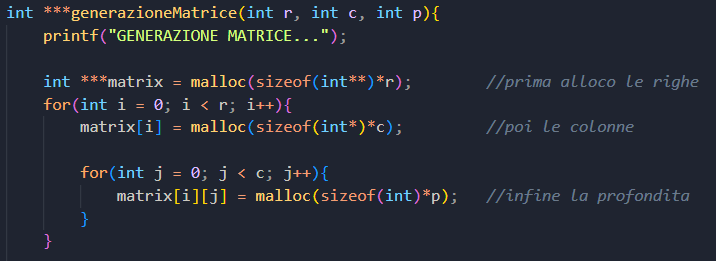 int ***generazioneMatrice(int r, int c, int p){
    printf("GENERAZIONE MATRICE...");

    int ***matrix = malloc(sizeof(int**)*r);        //prima alloco le righe
    for(int i = 0; i < r; i++){
        matrix[i] = malloc(sizeof(int*)*c);         //poi le colonne

        for(int j = 0; j < c; j++){
            matrix[i][j] = malloc(sizeof(int)*p);   //infine la profondita
        }
    }